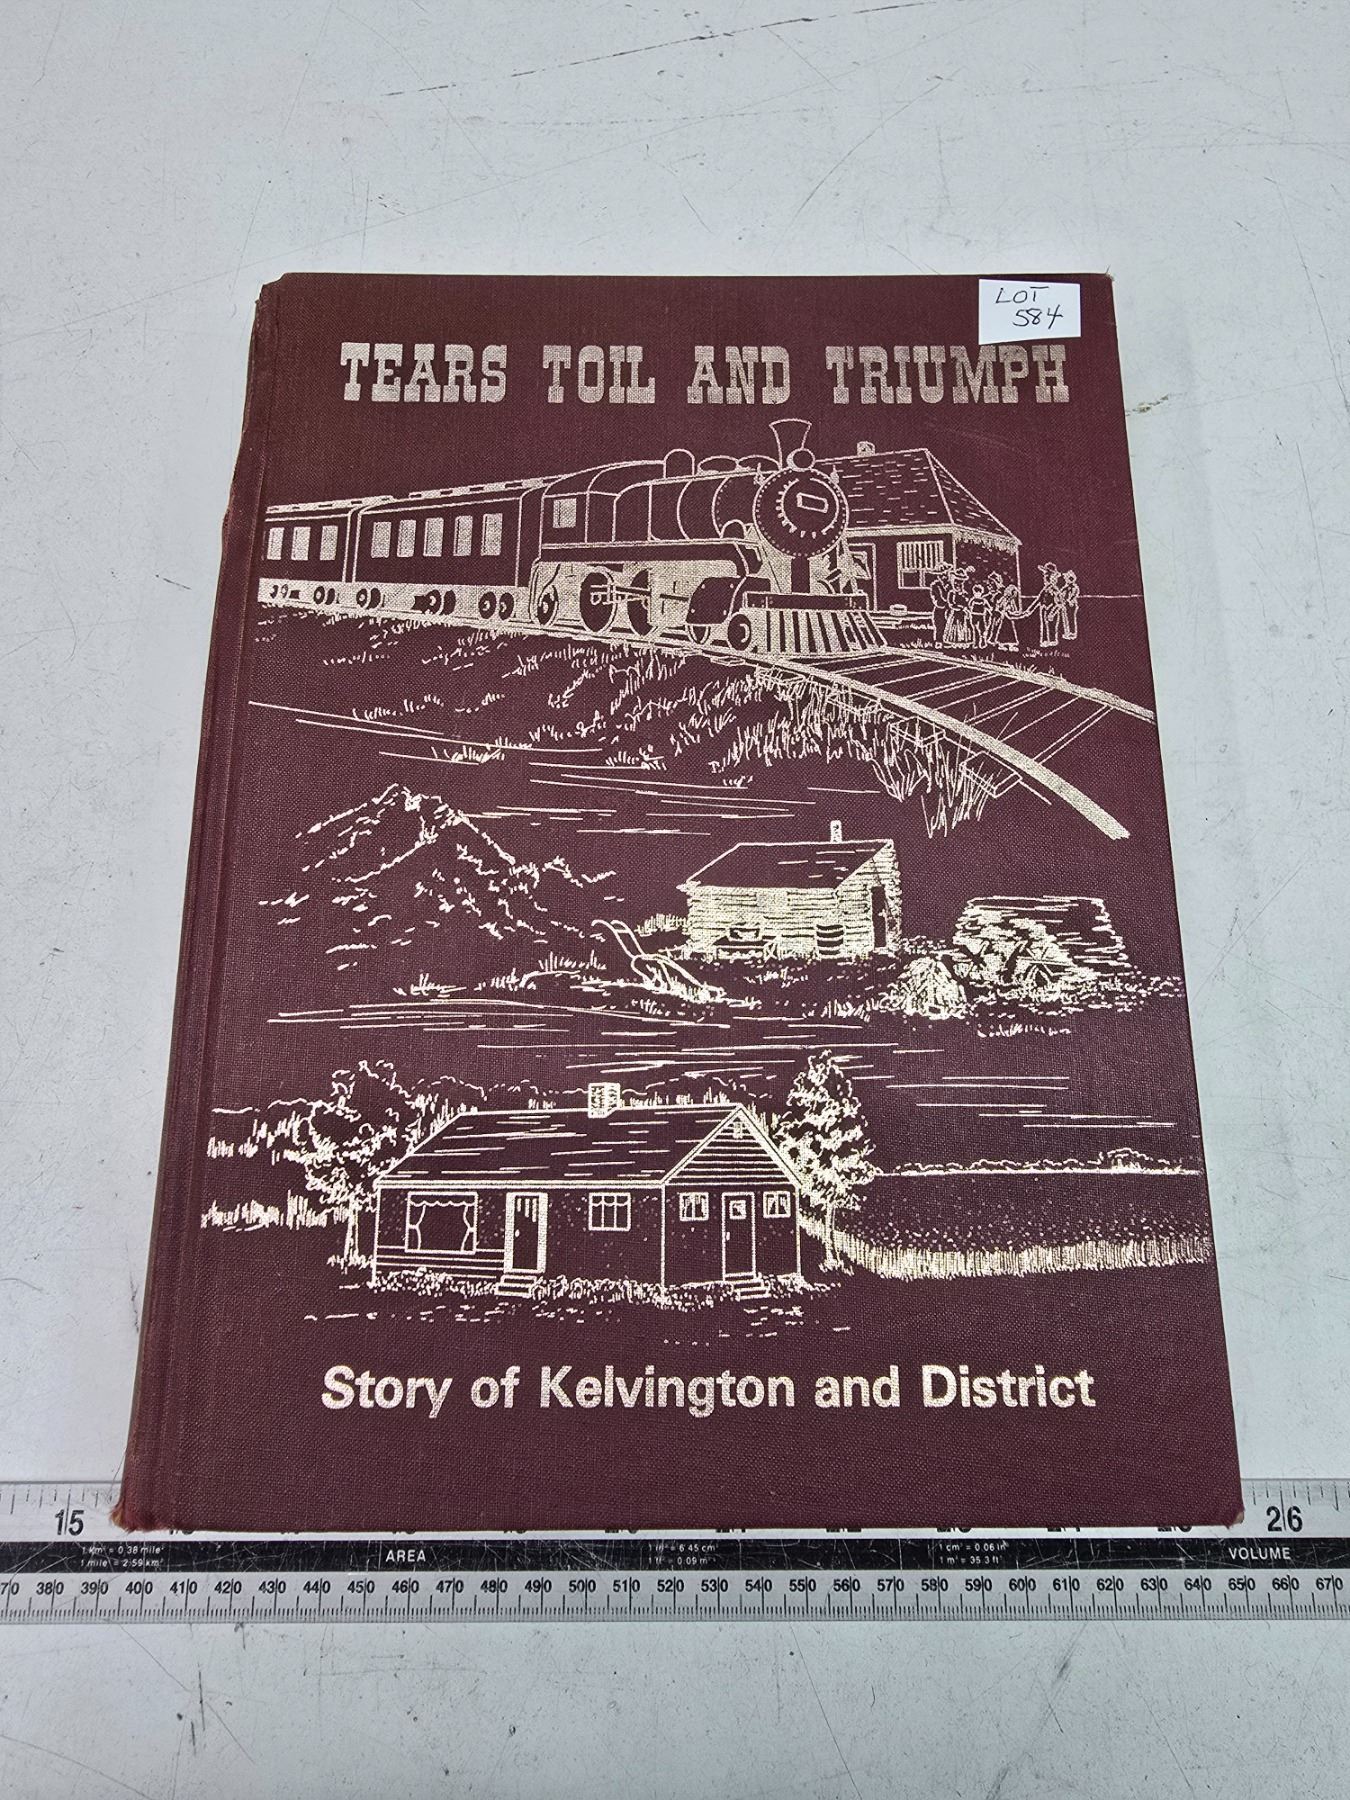 LOT
584
TEARS TOIL AND TRIUMPH
Story of Kelvington and District
15 26
1 km² = 0.38 mile²
1 mile² = 2.59 km²
AREA
1 in² = 6.45 cm²
1 ft² = 0.09 m²
1 cm³ = 0.06 in³
1 m³ = 35.3 ft³
VOLUME
380 390 400 410 420 430 440 450 460 470 480 490 500 510 520 530 540 550 560 570 580 590 600 610 620 630 640 650 660 670